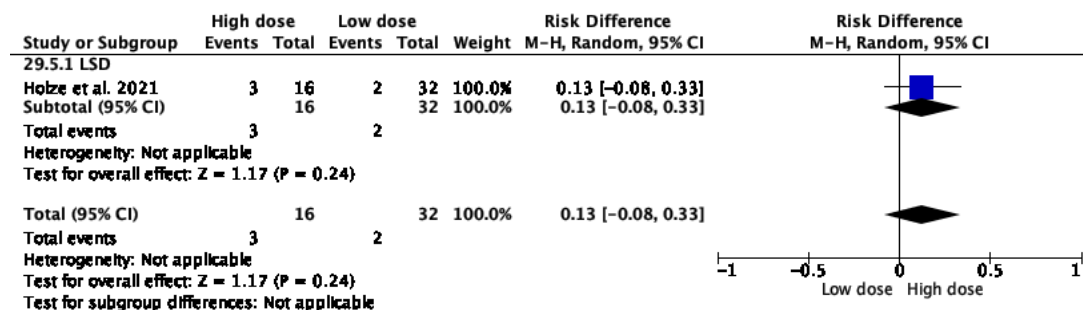 High dose Low dose Risk Difference Risk Difference
Study or Subgroup Events Total Events Total Weight M-H, Random, 95% CI M-H, Random, 95% CI
29.5.1 LSD
Holze et al. 2021 3 16 2 32 100.0% 0.13 [-0.08, 0.33]
Subtotal (95% CI) 16 32 100.0% 0.13 [-0.08, 0.33]
Total events 3 2
Heterogeneity: Not applicable
Test for overall effect: Z = 1.17 (P = 0.24)
Total (95% CI) 16 32 100.0% 0.13 [-0.08, 0.33]
Total events 3 2
Heterogeneity: Not applicable
Test for overall effect: Z = 1.17 (P = 0.24)
Test for subgroup differences: Not applicable
-1 -0.5 0 0.5 1
Low dose High dose